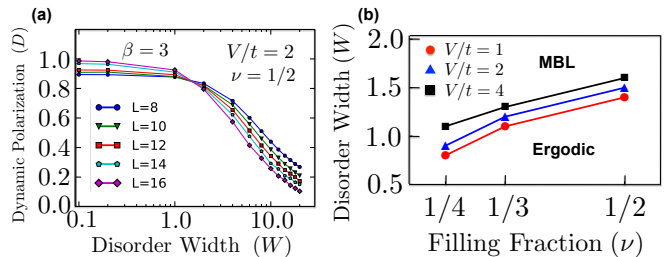 (a)
Dynamic Polarization (D)
1.0
0.8
0.6
0.4
0.2
0.0
β = 3
V/t = 2
ν = 1/2
L=8
L=10
L=12
L=14
L=16
0.1
1.0
10.0
Disorder Width (W)
(b)
Disorder Width (W)
2.0
1.5
1.0
0.5
V/t = 1
V/t = 2
V/t = 4
MBL
Ergodic
1/4
1/3
1/2
Filling Fraction (ν)